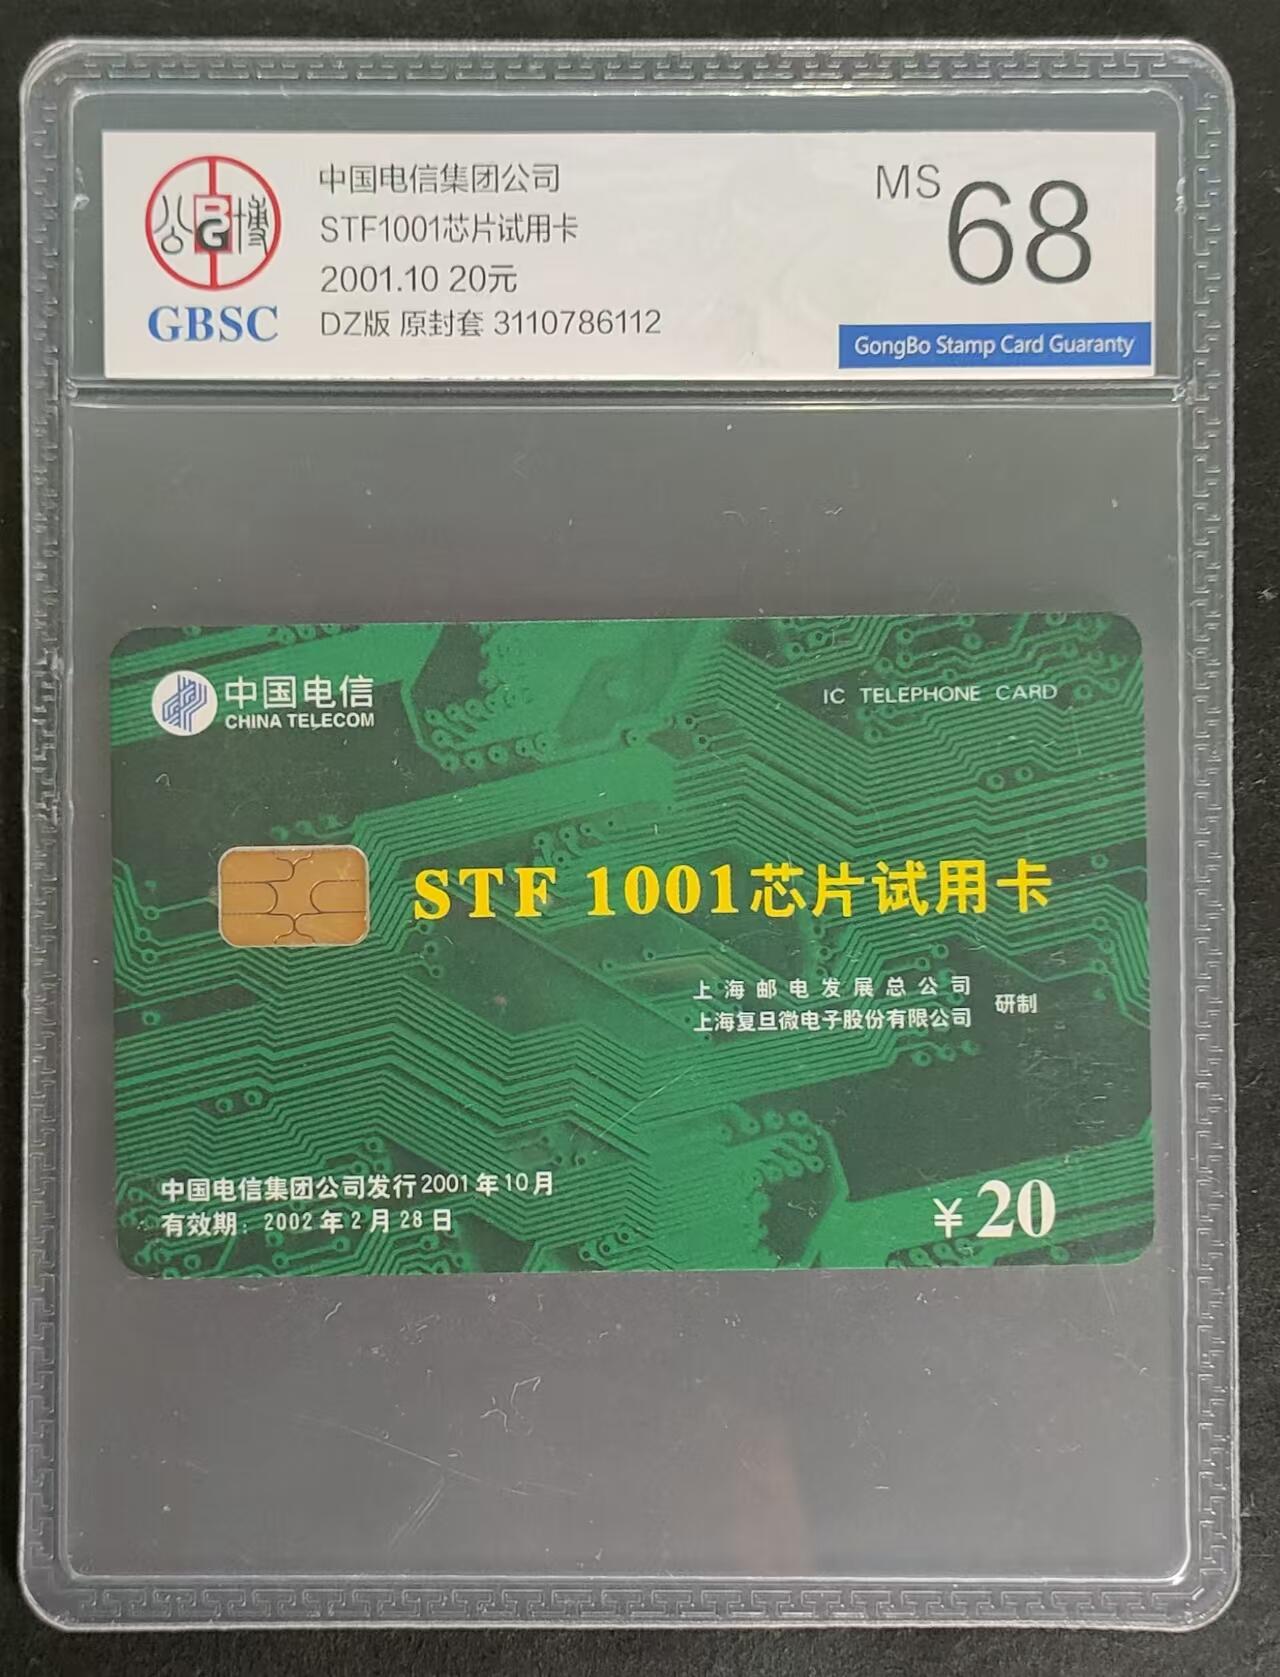 中国电信集团公司
STF1001芯片试用卡
2001.10 20元
DZ版 原封套 3110786112
MS 68
公博
BG
GBSC
GongBo Stamp Card Guaranty
中国电信
CHINA TELECOM
IC TELEPHONE CARD
STF 1001芯片试用卡
上海邮电发展总公司
上海复旦微电子股份有限公司 研制
中国电信集团公司发行2001年10月
有效期：2002年2月28日
¥20